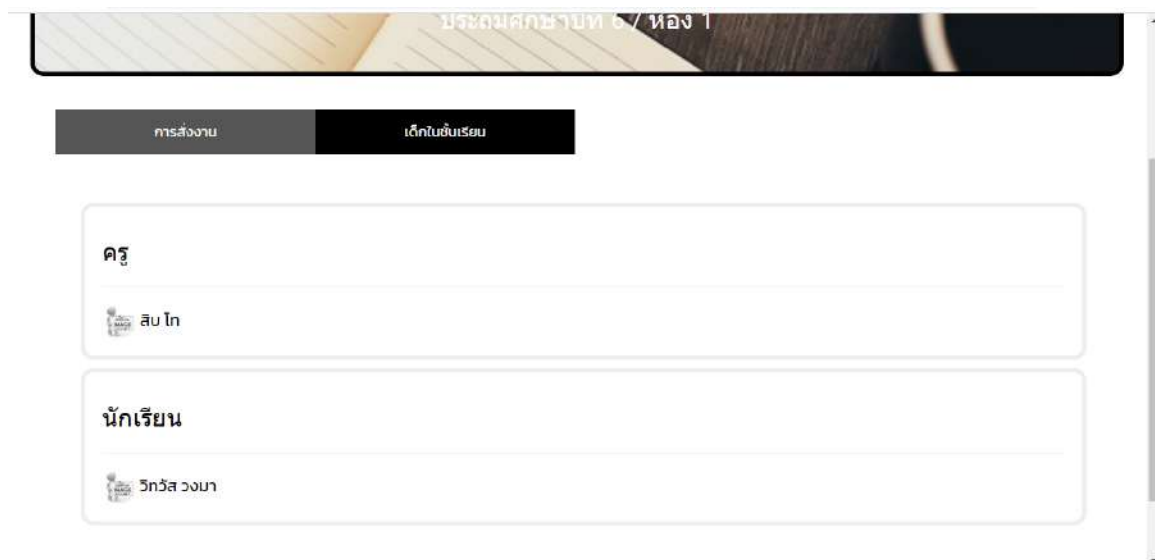 ประถมศึกษาปีที่ 6 / ห้อง 1
การสั่งงาน
เด็กในชั้นเรียน
ครู
สิบ โท
นักเรียน
วิทวัส วงมา